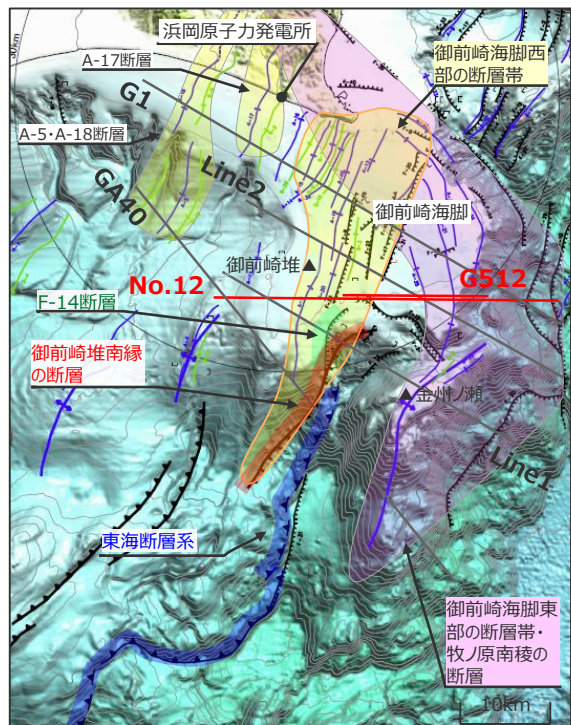 浜岡原子力発電所
A-17断層
御前崎海脚西
部の断層帯
G1
A-5・A-18断層
Line2
GA40
御前崎海脚
御前崎堆
No.12
G512
F-14断層
御前崎堆南縁
の断層
金州ノ瀬
Line1
東海断層系
御前崎海脚東
部の断層帯・
牧ノ原南稜の
断層
10km